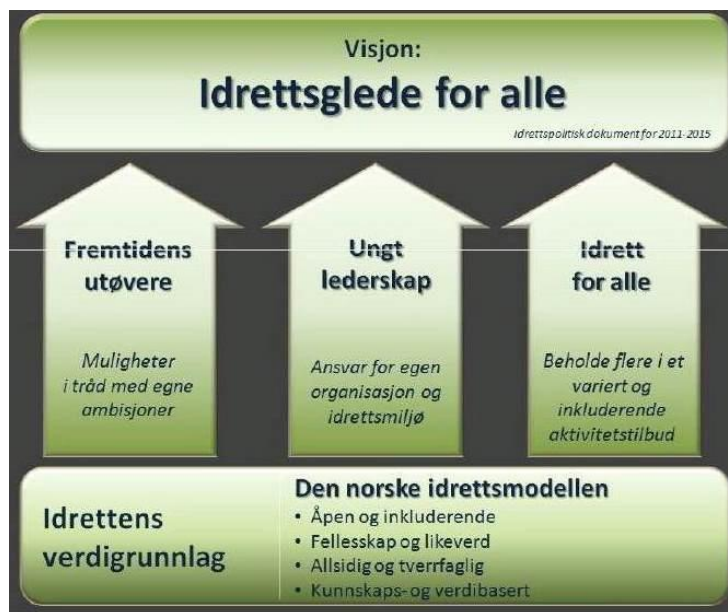 Visjon:
Idrettsglede for alle
Idrettspolitisk dokument for 2011-2015
Fremtidens
utøvere
Muligheter
i tråd med egne
ambisjoner
Ungt
lederskap
Ansvar for egen
organisasjon og
idrettsmiljø
Idrett
for alle
Beholde flere i et
variert og
inkluderende
aktivitetstilbud
Idrettens
verdigrunnlag
Den norske idrettsmodellen
• Åpen og inkluderende
• Fellesskap og likeverd
• Allsidig og tverrfaglig
• Kunnskaps- og verdibasert